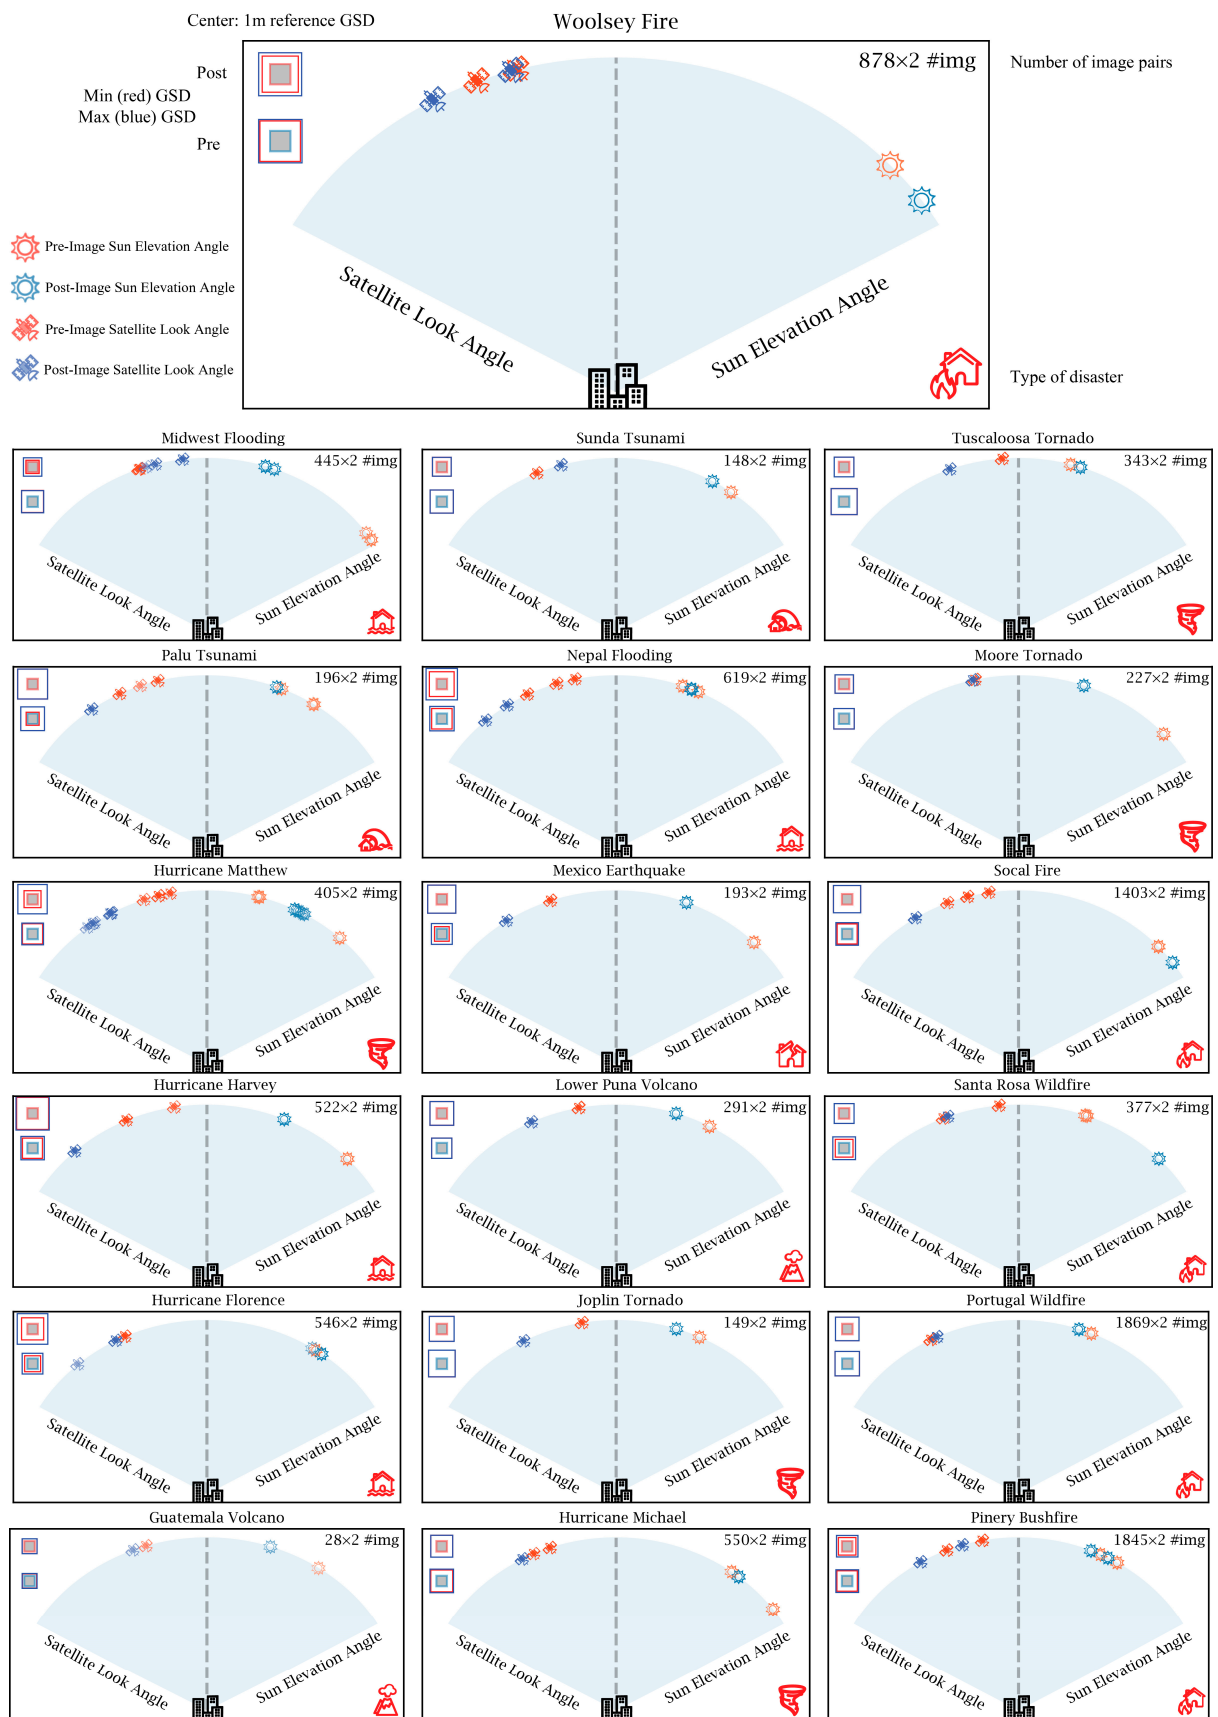 Center: 1m reference GSD
Woolsey Fire
Post
878×2 #img
Number of image pairs
Min (red) GSD
Max (blue) GSD
Pre
Pre-Image Sun Elevation Angle
Post-Image Sun Elevation Angle
Pre-Image Satellite Look Angle
Post-Image Satellite Look Angle
Satellite Look Angle
Sun Elevation Angle
Type of disaster
Midwest Flooding
445×2 #img
Satellite Look Angle
Sun Elevation Angle
Sunda Tsunami
148×2 #img
Satellite Look Angle
Sun Elevation Angle
Tuscaloosa Tornado
343×2 #img
Satellite Look Angle
Sun Elevation Angle
Palu Tsunami
196×2 #img
Satellite Look Angle
Sun Elevation Angle
Nepal Flooding
619×2 #img
Satellite Look Angle
Sun Elevation Angle
Moore Tornado
227×2 #img
Satellite Look Angle
Sun Elevation Angle
Hurricane Matthew
405×2 #img
Satellite Look Angle
Sun Elevation Angle
Mexico Earthquake
193×2 #img
Satellite Look Angle
Sun Elevation Angle
Socal Fire
1403×2 #img
Satellite Look Angle
Sun Elevation Angle
Hurricane Harvey
522×2 #img
Satellite Look Angle
Sun Elevation Angle
Lower Puna Volcano
291×2 #img
Satellite Look Angle
Sun Elevation Angle
Santa Rosa Wildfire
377×2 #img
Satellite Look Angle
Sun Elevation Angle
Hurricane Florence
546×2 #img
Satellite Look Angle
Sun Elevation Angle
Joplin Tornado
149×2 #img
Satellite Look Angle
Sun Elevation Angle
Portugal Wildfire
1869×2 #img
Satellite Look Angle
Sun Elevation Angle
Guatemala Volcano
28×2 #img
Satellite Look Angle
Sun Elevation Angle
Hurricane Michael
550×2 #img
Satellite Look Angle
Sun Elevation Angle
Pinery Bushfire
1845×2 #img
Satellite Look Angle
Sun Elevation Angle